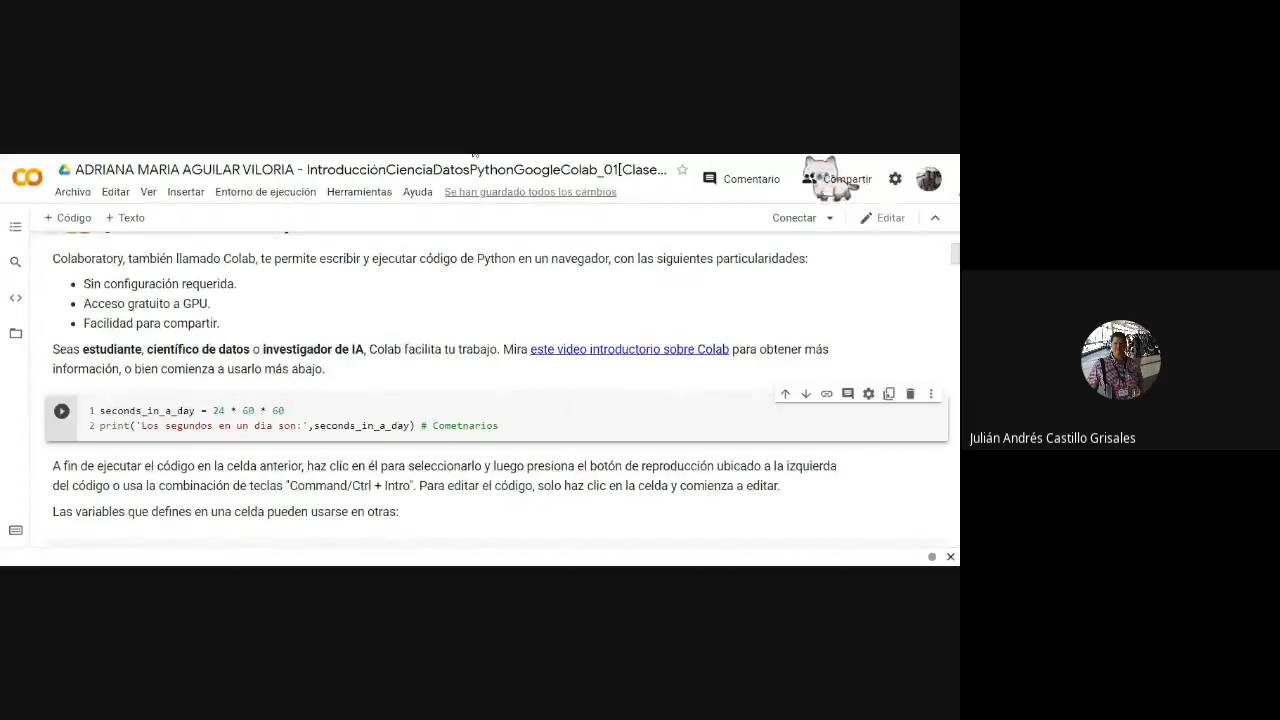 ADRIANA MARIA AGUILAR VILORIA - IntroducciónCienciaDatosPythonGoogleColab_01[Clase...
Comentario
Compartir
Archivo Editar Ver Insertar Entorno de ejecución Herramientas Ayuda Se han guardado todos los cambios
+ Código + Texto
Conectar
Editar
Colaboratory, también llamado Colab, te permite escribir y ejecutar código de Python en un navegador, con las siguientes particularidades:
• Sin configuración requerida.
• Acceso gratuito a GPU.
• Facilidad para compartir.
Seas estudiante, científico de datos o investigador de IA, Colab facilita tu trabajo. Mira este video introductorio sobre Colab para obtener más
información, o bien comienza a usarlo más abajo.
1 seconds_in_a_day = 24 * 60 * 60
2 print('Los segundos en un dia son:',seconds_in_a_day) # Cometnarios
A fin de ejecutar el código en la celda anterior, haz clic en él para seleccionarlo y luego presiona el botón de reproducción ubicado a la izquierda
del código o usa la combinación de teclas "Command/Ctrl + Intro". Para editar el código, solo haz clic en la celda y comienza a editar.
Las variables que defines en una celda pueden usarse en otras:
Julián Andrés Castillo Grisales